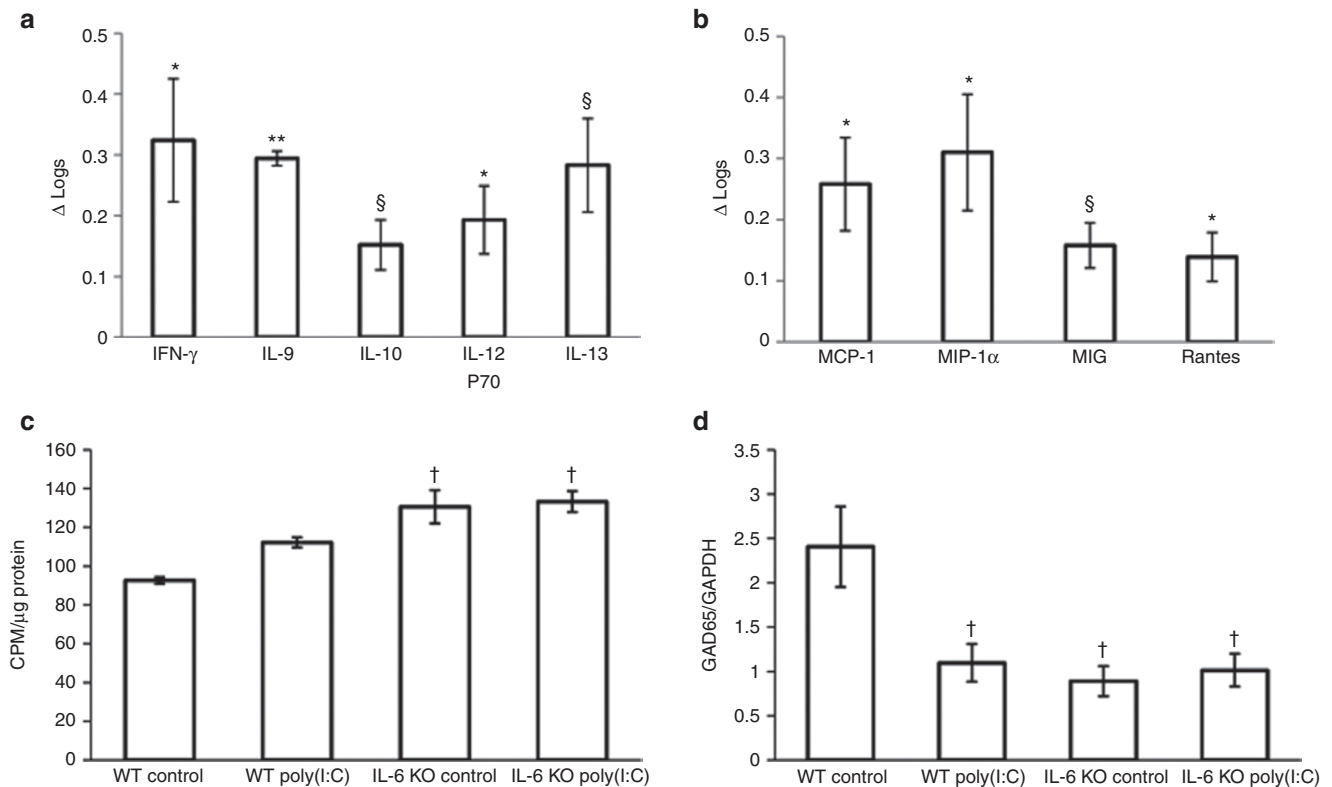 a
0.5
0.4
0.3
0.2
0.1
0
Δ Logs
*
**
§
*
§
IFN-γ IL-9 IL-10 IL-12 IL-13
P70
b
0.5
0.4
0.3
0.2
0.1
0
Δ Logs
*
*
§
*
MCP-1 MIP-1α MIG Rantes
c
160
140
120
100
80
60
40
20
0
CPM/μg protein
† †
WT control WT poly(I:C) IL-6 KO control IL-6 KO poly(I:C)
d
3.5
3
2.5
2
1.5
1
0.5
0
GAD65/GAPDH
† † †
WT control WT poly(I:C) IL-6 KO control IL-6 KO poly(I:C)